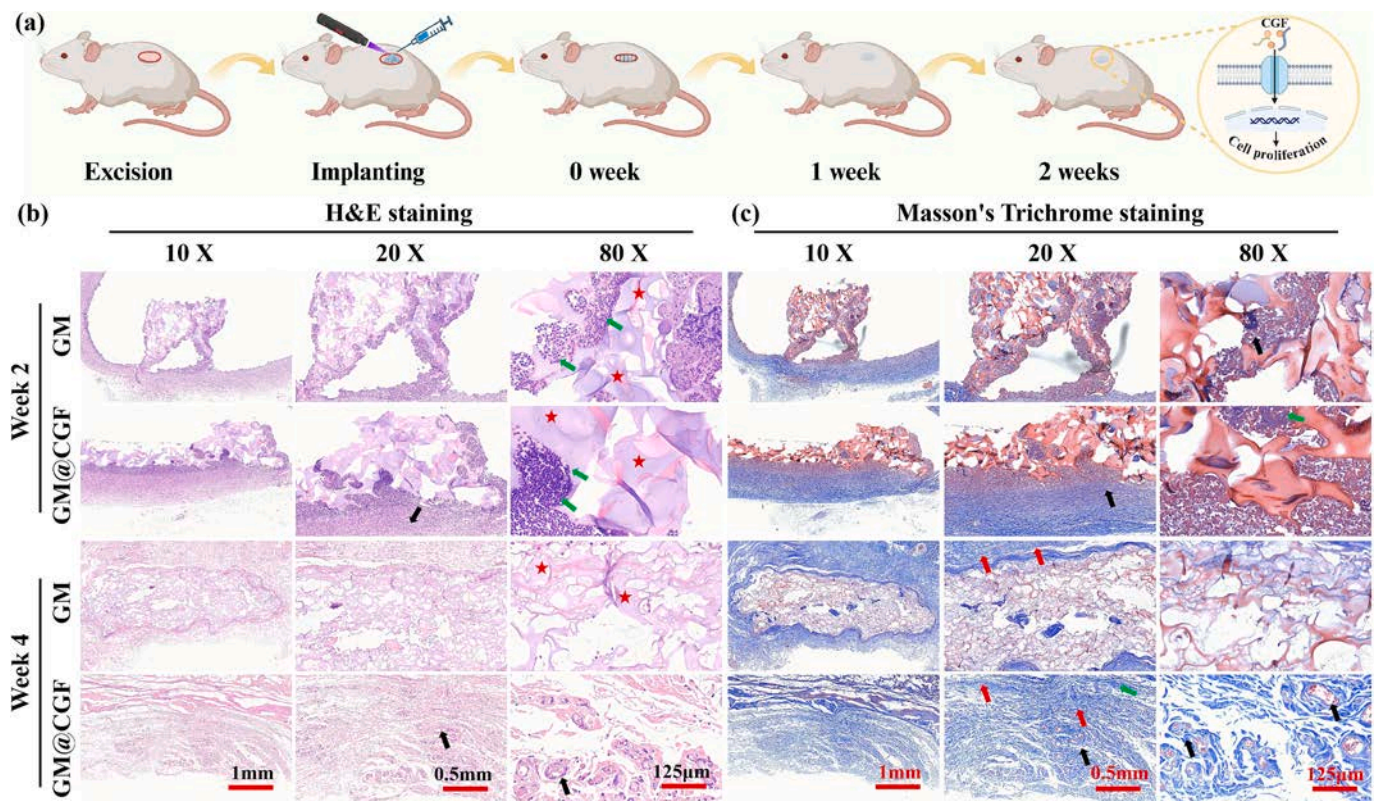 (a)
CGF
Cell proliferation
Excision
Implanting
0 week
1 week
2 weeks
(b)
H&E staining
10 X
20 X
80 X
(c)
Masson's Trichrome staining
10 X
20 X
80 X
Week 2
GM
GM@CGF
Week 4
GM
GM@CGF
1mm
0.5mm
125μm
1mm
0.5mm
125μm